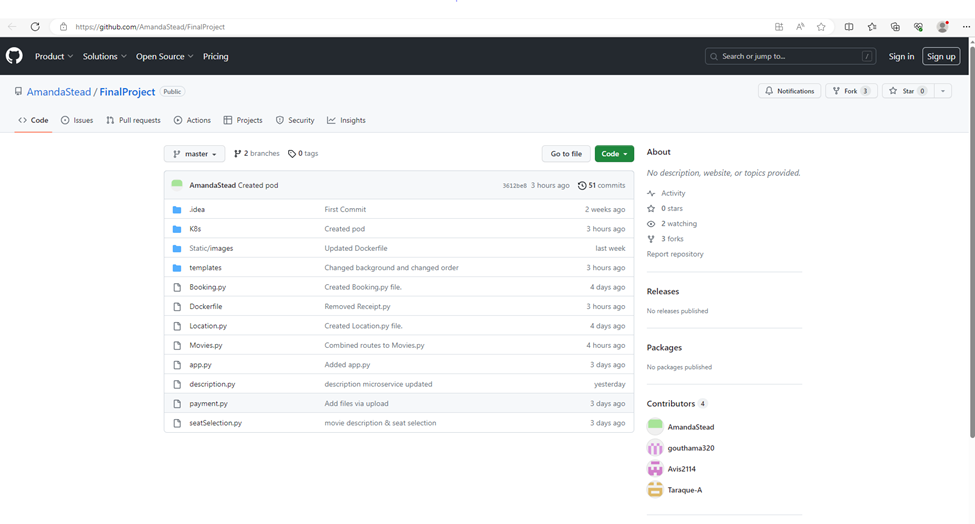 https://github.com/AmandaStead/FinalProject
Product Solutions Open Source Pricing Search or jump to... / Sign in Sign up
AmandaStead / FinalProject Public Notifications Fork 3 Star 0
Code Issues Pull requests Actions Projects Security Insights
master 2 branches 0 tags Go to file Code
AmandaStead Created pod 3612be8 3 hours ago 51 commits
.idea First Commit 2 weeks ago
K8s Created pod 3 hours ago
Static/images Updated Dockerfile last week
templates Changed background and changed order 3 hours ago
Booking.py Created Booking.py file. 4 days ago
Dockerfile Removed Receipt.py 3 hours ago
Location.py Created Location.py file. 4 days ago
Movies.py Combined routes to Movies.py 4 hours ago
app.py Added app.py 3 days ago
description.py description microservice updated yesterday
payment.py Add files via upload 3 days ago
seatSelection.py movie description & seat selection 3 days ago
About
No description, website, or topics provided.
Activity
0 stars
2 watching
3 forks
Report repository
Releases
No releases published
Packages
No packages published
Contributors 4
AmandaStead
gouthama320
Avis2114
Taraque-A